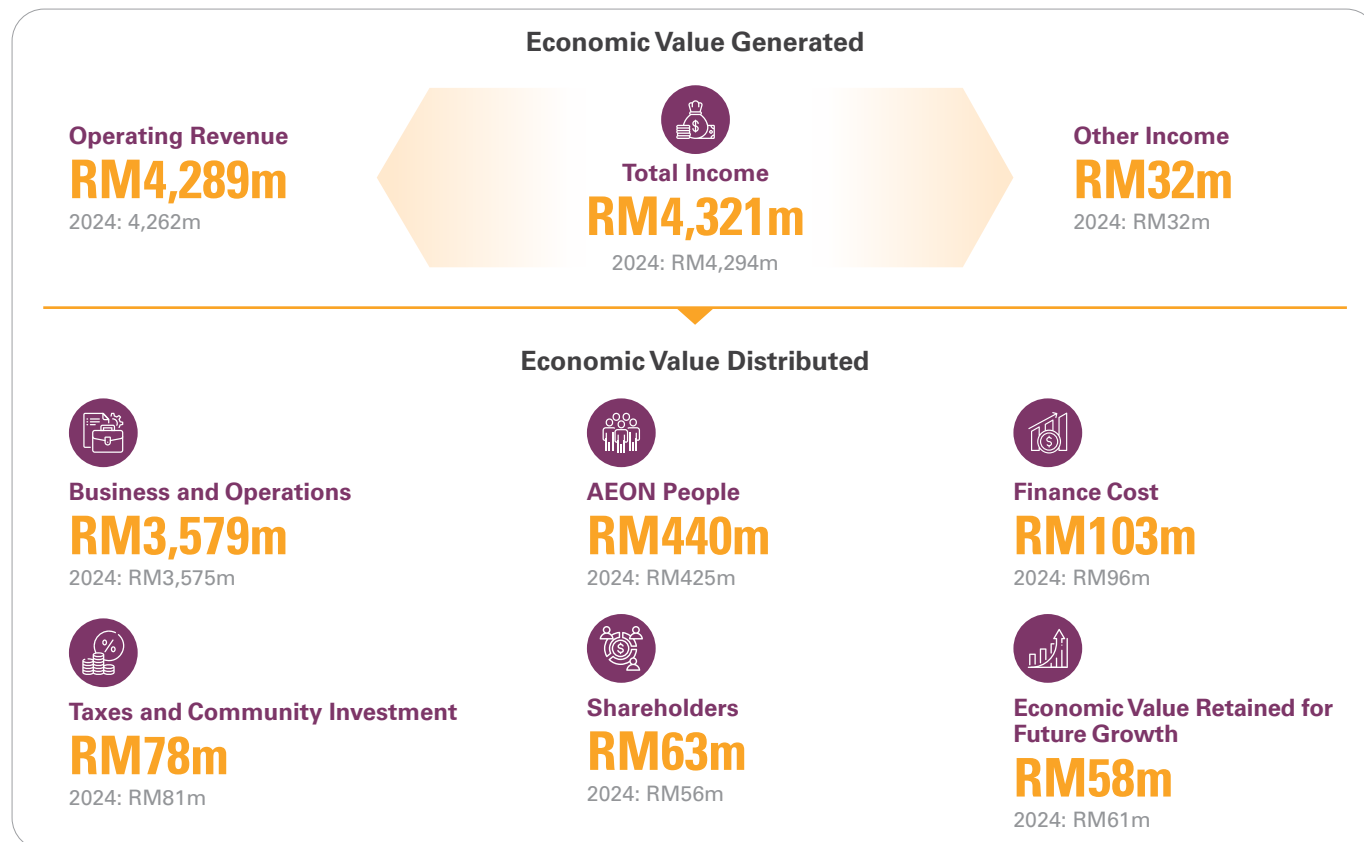 Economic Value Generated
Operating Revenue
RM4,289m
2024: 4,262m
Total Income
RM4,321m
2024: RM4,294m
Other Income
RM32m
2024: RM32m
Economic Value Distributed
Business and Operations
RM3,579m
2024: RM3,575m
AEON People
RM440m
2024: RM425m
Finance Cost
RM103m
2024: RM96m
Taxes and Community Investment
RM78m
2024: RM81m
Shareholders
RM63m
2024: RM56m
Economic Value Retained for
Future Growth
RM58m
2024: RM61m